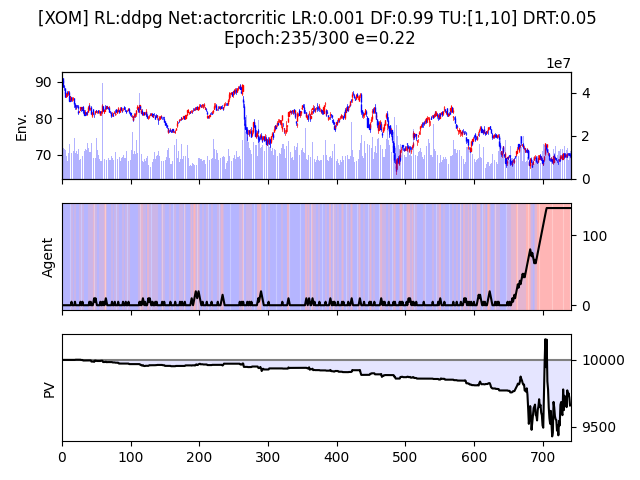 [XOM] RL:ddpg Net:actorcritic LR:0.001 DF:0.99 TU:[1,10] DRT:0.05
Epoch:235/300 e=0.22
1e7
90
80
70
Env.
4
2
0
Agent
100
0
PV
10000
9500
0 100 200 300 400 500 600 700